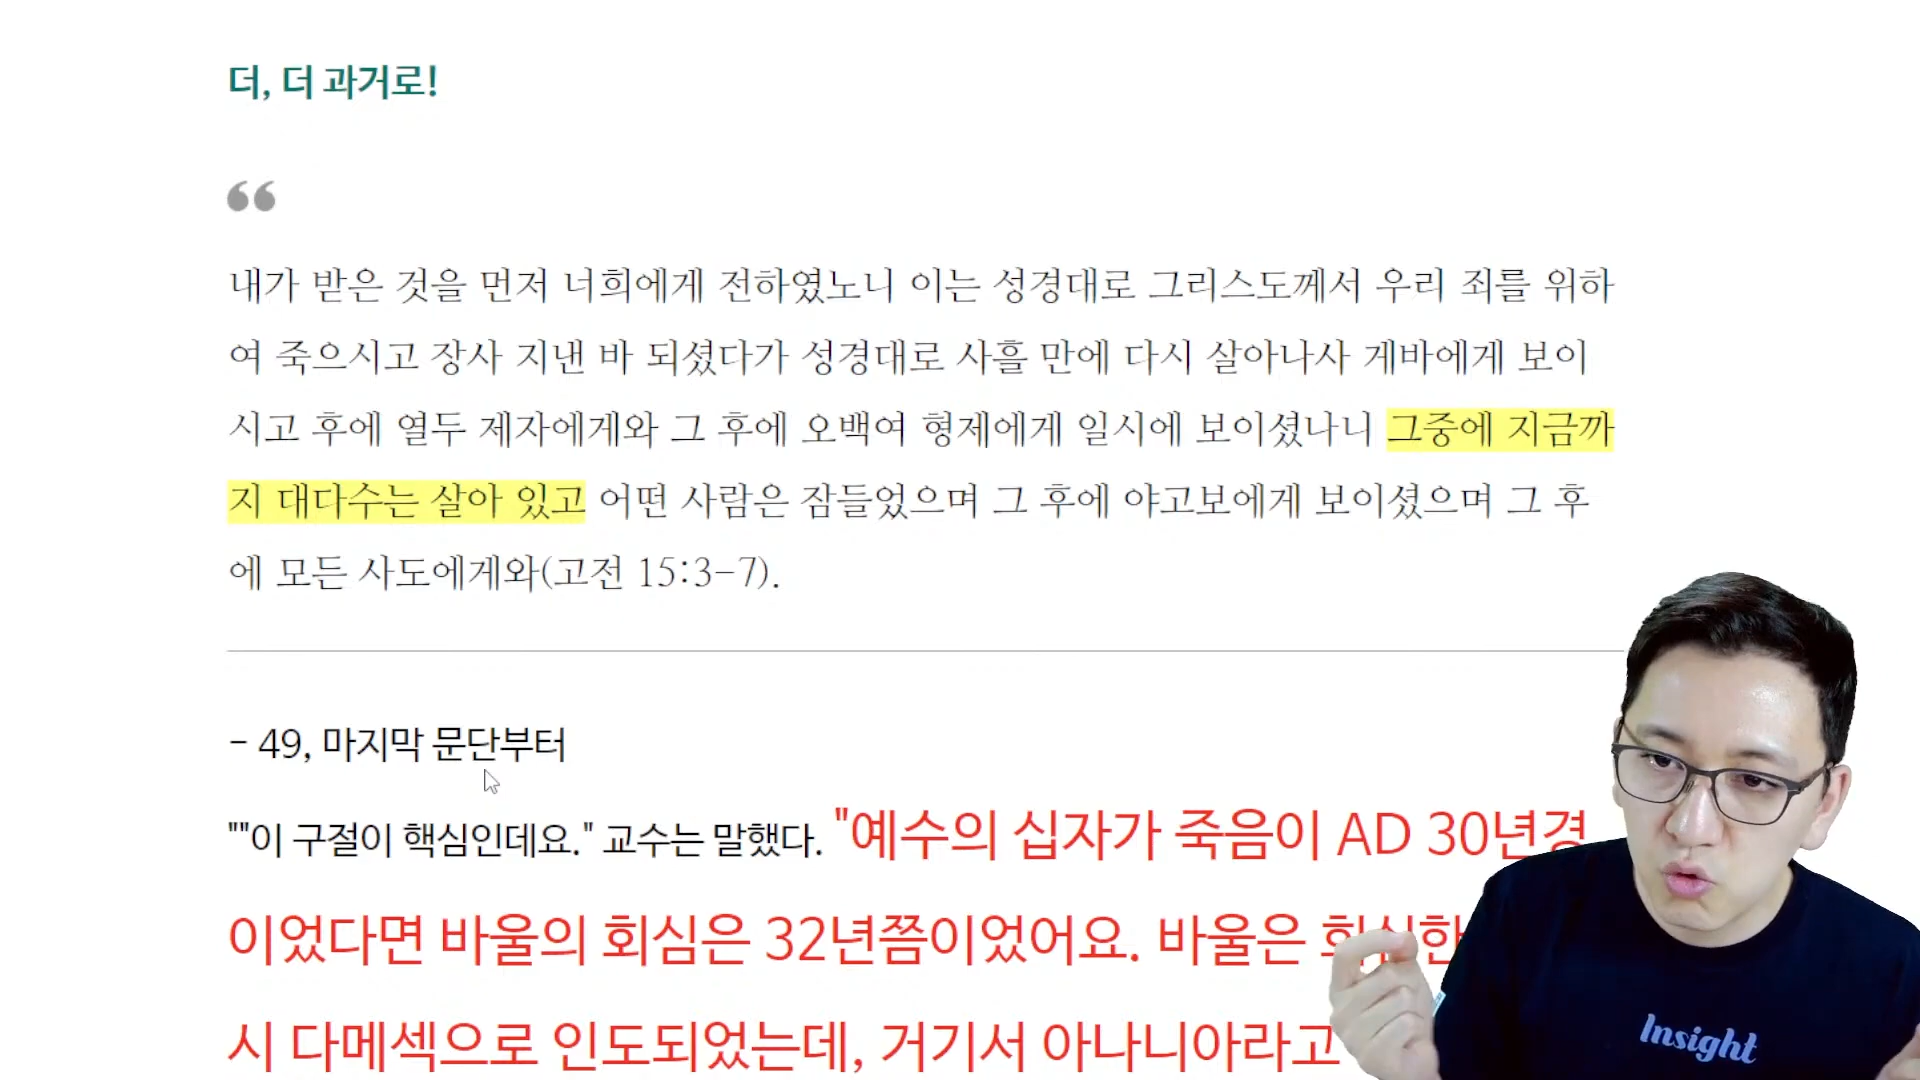 더, 더 과거로!
“
내가 받은 것을 먼저 너희에게 전하였노니 이는 성경대로 그리스도께서 우리 죄를 위하
여 죽으시고 장사 지낸 바 되셨다가 성경대로 사흘 만에 다시 살아나사 게바에게 보이
시고 후에 열두 제자에게와 그 후에 오백여 형제에게 일시에 보이셨나니 그중에 지금까
지 대다수는 살아 있고 어떤 사람은 잠들었으며 그 후에 야고보에게 보이셨으며 그 후
에 모든 사도에게와(고전 15:3-7).
- 49, 마지막 문단부터
""이 구절이 핵심인데요." 교수는 말했다. "예수의 십자가 죽음이 AD 30년경
이었다면 바울의 회심은 32년쯤이었어요. 바울은 회심한
시 다메섹으로 인도되었는데, 거기서 아나니아라고
Insight